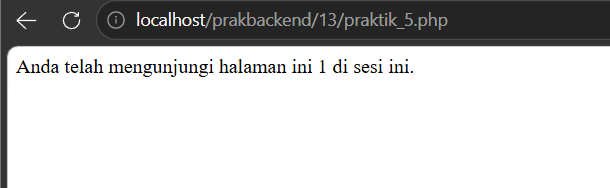 localhost/prakbackend/13/praktik_5.php
Anda telah mengunjungi halaman ini 1 di sesi ini.